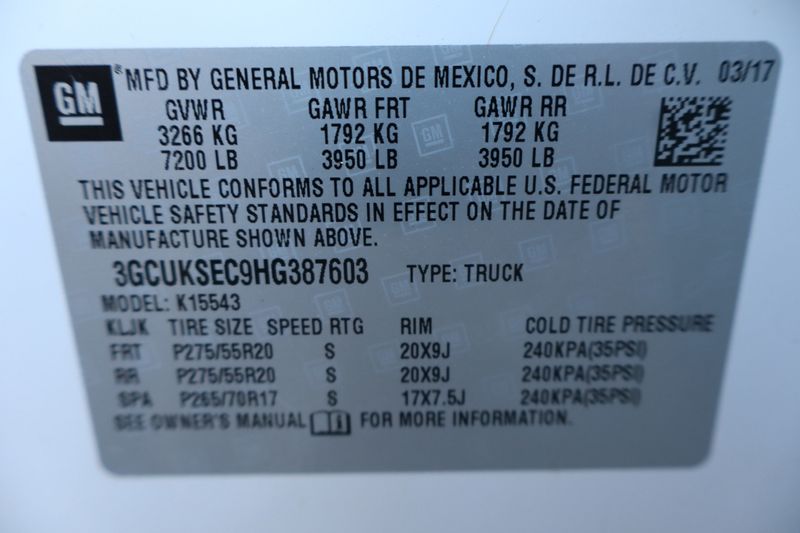 GM® MFD BY GENERAL MOTORS DE MEXICO, S. DE R.L. DE C.V. 03/17
GVWR GAWR FRT GAWR RR
3266 KG 1792 KG 1792 KG
7200 LB 3950 LB 3950 LB
THIS VEHICLE CONFORMS TO ALL APPLICABLE U.S. FEDERAL MOTOR
VEHICLE SAFETY STANDARDS IN EFFECT ON THE DATE OF
MANUFACTURE SHOWN ABOVE.
3GCUKSEC9HG387603 TYPE: TRUCK
MODEL: K15543
KLJK TIRE SIZE SPEED RTG RIM COLD TIRE PRESSURE
FRT P275/55R20 S 20X9J 240KPA(35PSI)
RR P275/55R20 S 20X9J 240KPA(35PSI)
SPA P265/70R17 S 17X7.5J 240KPA(35PSI)
SEE OWNER'S MANUAL FOR MORE INFORMATION.